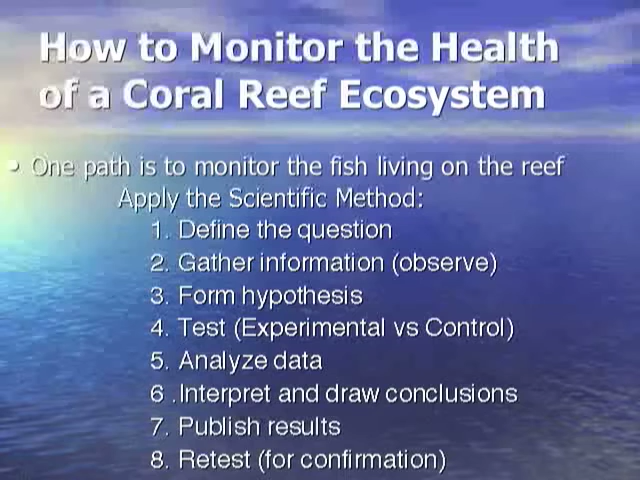 How to Monitor the Health
of a Coral Reef Ecosystem
• One path is to monitor the fish living on the reef
Apply the Scientific Method:
1. Define the question
2. Gather information (observe)
3. Form hypothesis
4. Test (Experimental vs Control)
5. Analyze data
6 .Interpret and draw conclusions
7. Publish results
8. Retest (for confirmation)